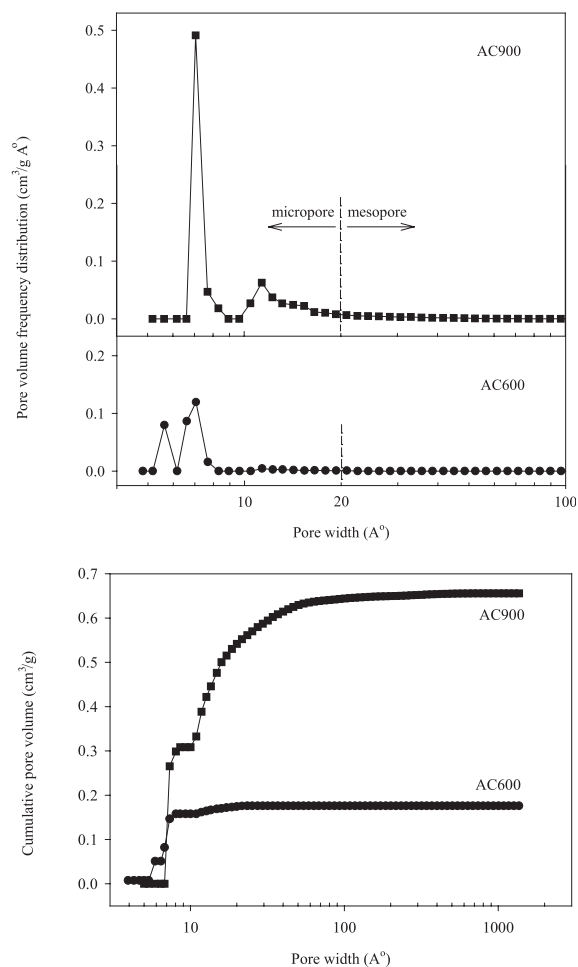 Pore volume frequency distribution (cm³/g A°)
0.5
AC900
0.4
0.3
0.2
micropore
mesopore
0.1
0.0
0.2
AC600
0.1
0.0
10
20
100
Pore width (A°)
Cumulative pore volume (cm³/g)
0.7
0.6
AC900
0.5
0.4
0.3
AC600
0.2
0.1
0.0
10
100
1000
Pore width (A°)